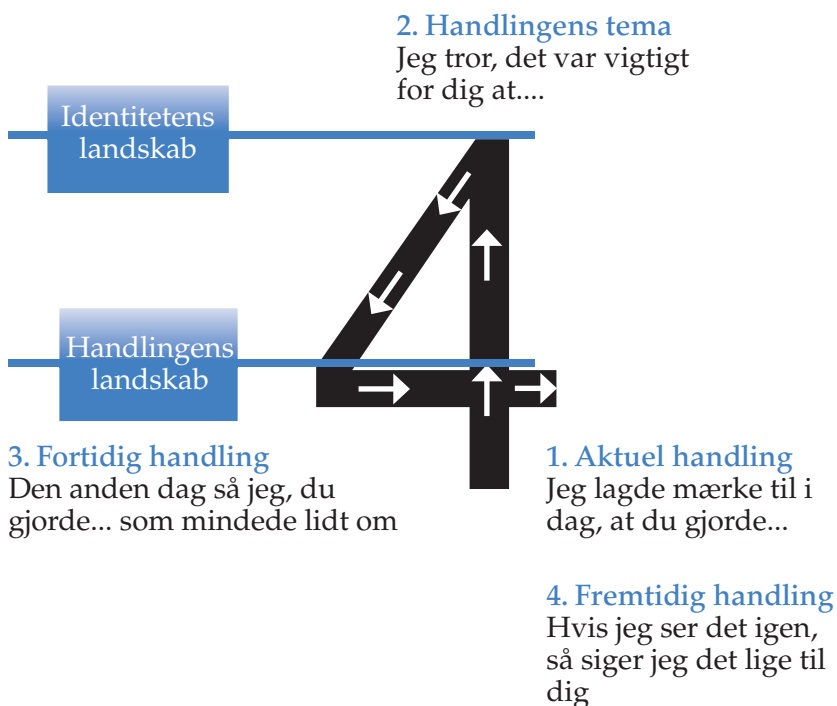 2. Handlingens tema
Jeg tror, det var vigtigt
for dig at....
Identitetens
landskab
Handlingens
landskab
3. Fortidig handling
Den anden dag så jeg, du
gjorde... som mindede lidt om
1. Aktuel handling
Jeg lagde mærke til i
dag, at du gjorde...
4. Fremtidig handling
Hvis jeg ser det igen,
så siger jeg det lige til
dig